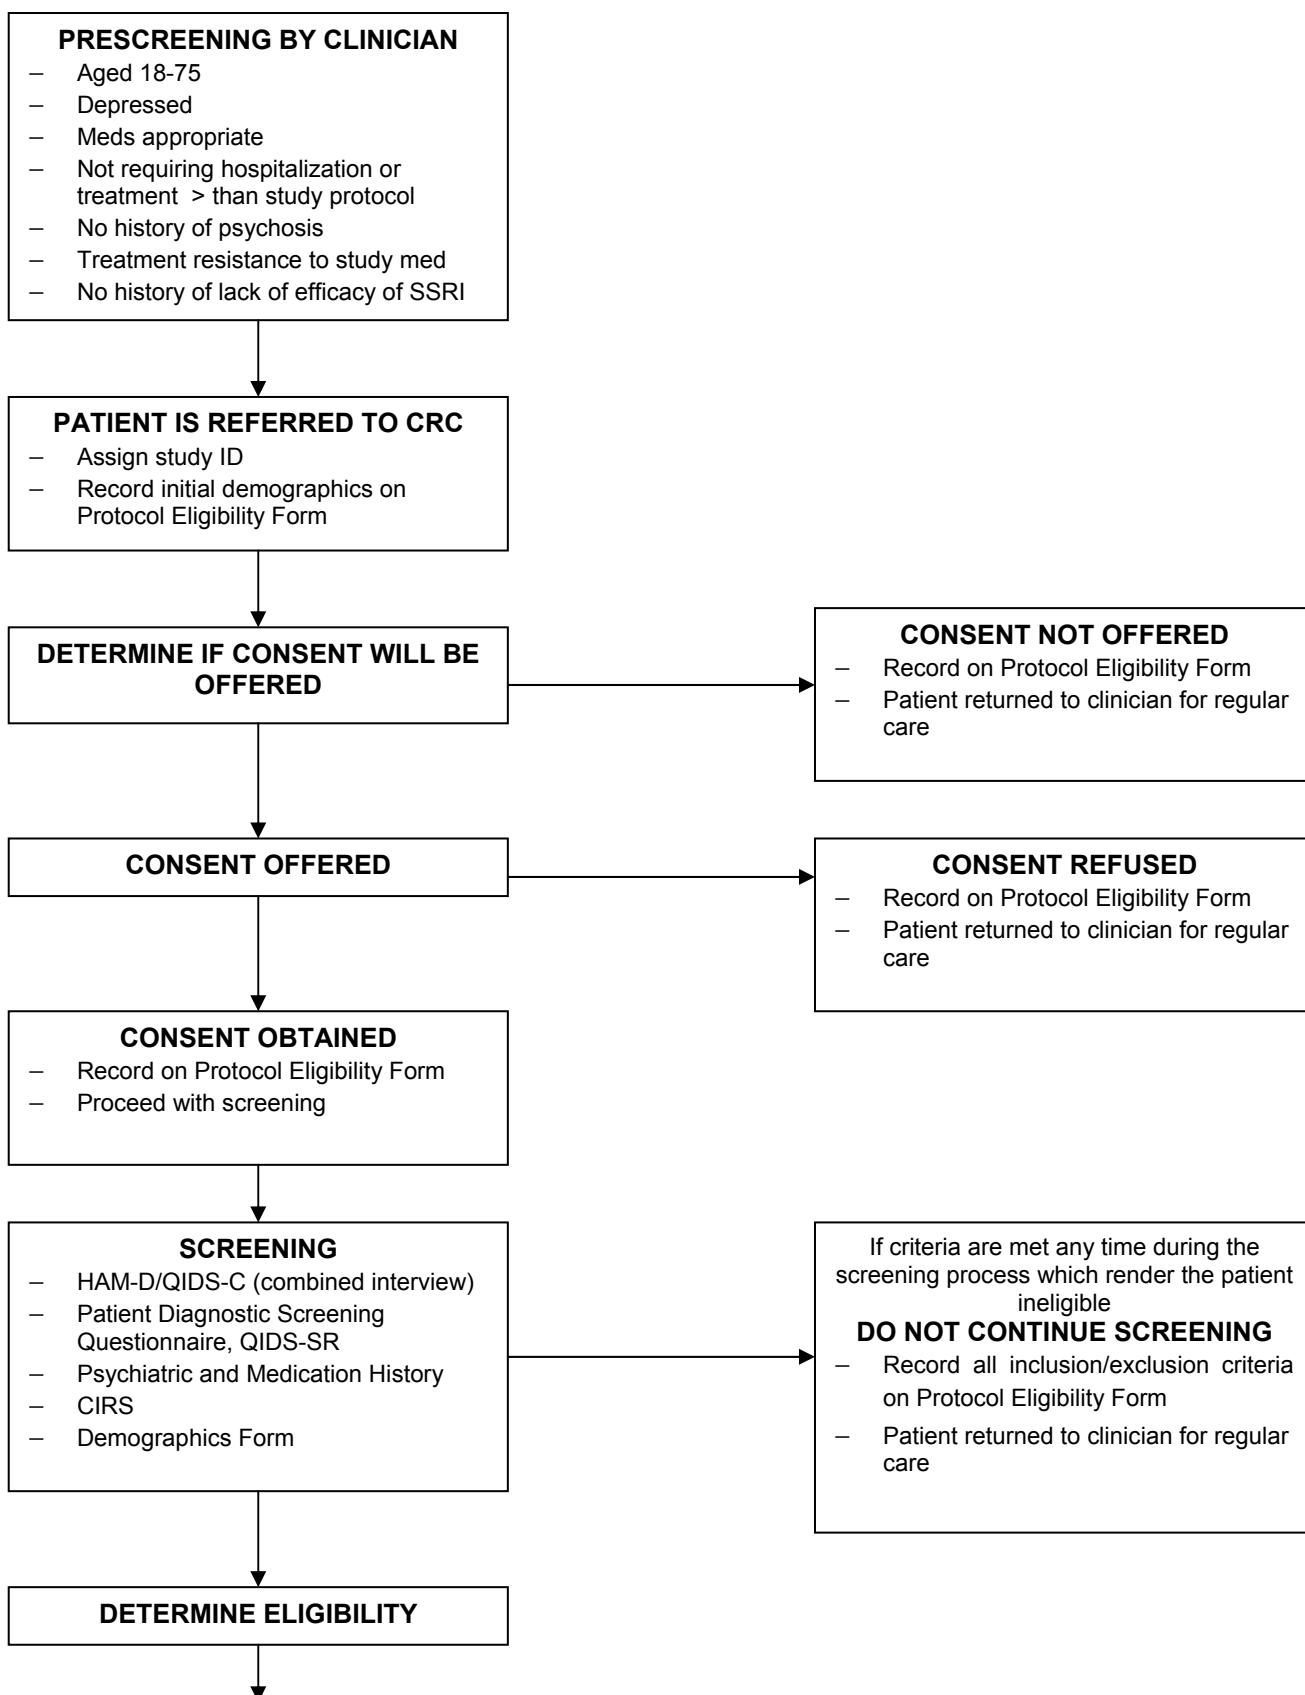 PRESCREENING BY CLINICIAN
– Aged 18-75
– Depressed
– Meds appropriate
– Not requiring hospitalization or
treatment > than study protocol
– No history of psychosis
– Treatment resistance to study med
– No history of lack of efficacy of SSRI
PATIENT IS REFERRED TO CRC
– Assign study ID
– Record initial demographics on
Protocol Eligibility Form
DETERMINE IF CONSENT WILL BE
OFFERED
CONSENT NOT OFFERED
– Record on Protocol Eligibility Form
– Patient returned to clinician for regular
care
CONSENT OFFERED
CONSENT REFUSED
– Record on Protocol Eligibility Form
– Patient returned to clinician for regular
care
CONSENT OBTAINED
– Record on Protocol Eligibility Form
– Proceed with screening
SCREENING
– HAM-D/QIDS-C (combined interview)
– Patient Diagnostic Screening
Questionnaire, QIDS-SR
– Psychiatric and Medication History
– CIRS
– Demographics Form
If criteria are met any time during the
screening process which render the patient
ineligible
DO NOT CONTINUE SCREENING
– Record all inclusion/exclusion criteria
on Protocol Eligibility Form
– Patient returned to clinician for regular
care
DETERMINE ELIGIBILITY